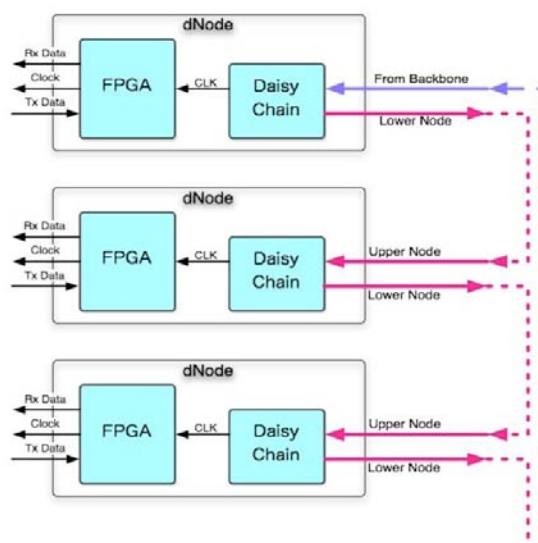 dNode
Rx Data
Clock
Tx Data
FPGA
CLK
Daisy
Chain
From Backbone
Lower Node
dNode
Rx Data
Clock
Tx Data
FPGA
CLK
Daisy
Chain
Upper Node
Lower Node
dNode
Rx Data
Clock
Tx Data
FPGA
CLK
Daisy
Chain
Upper Node
Lower Node